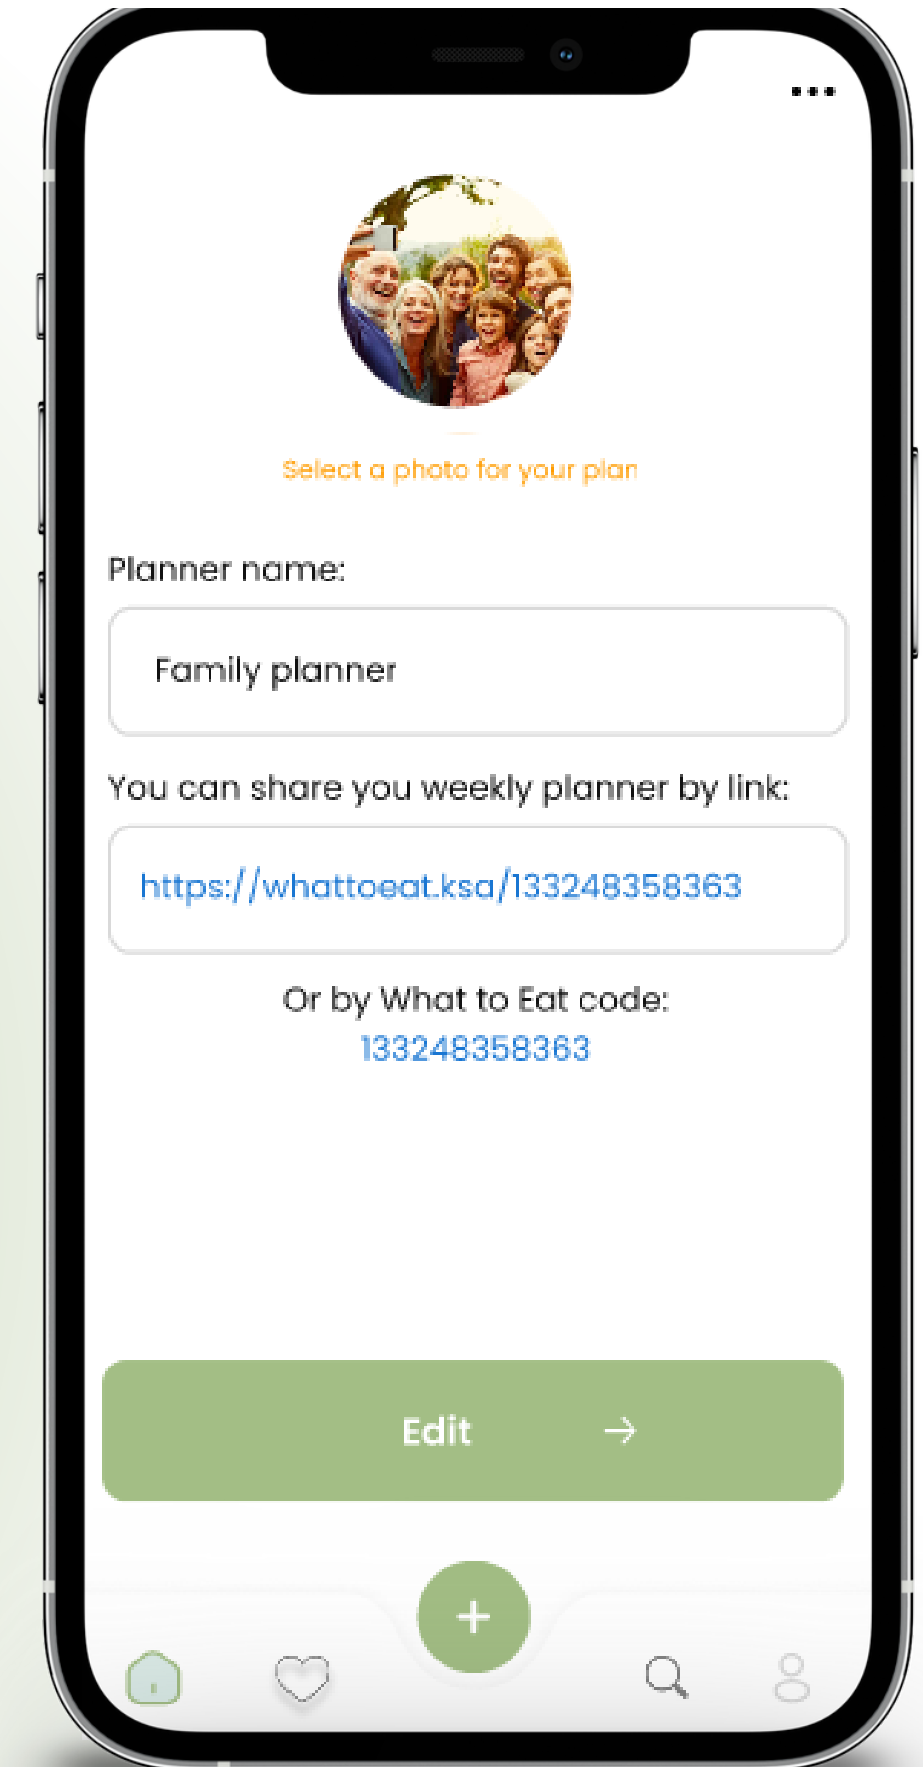 Select a photo for your plan
Planner name:
Family planner
You can share you weekly planner by link:
https://whattoeat.ksa/133248358363
Or by What to Eat code:
133248358363
Edit